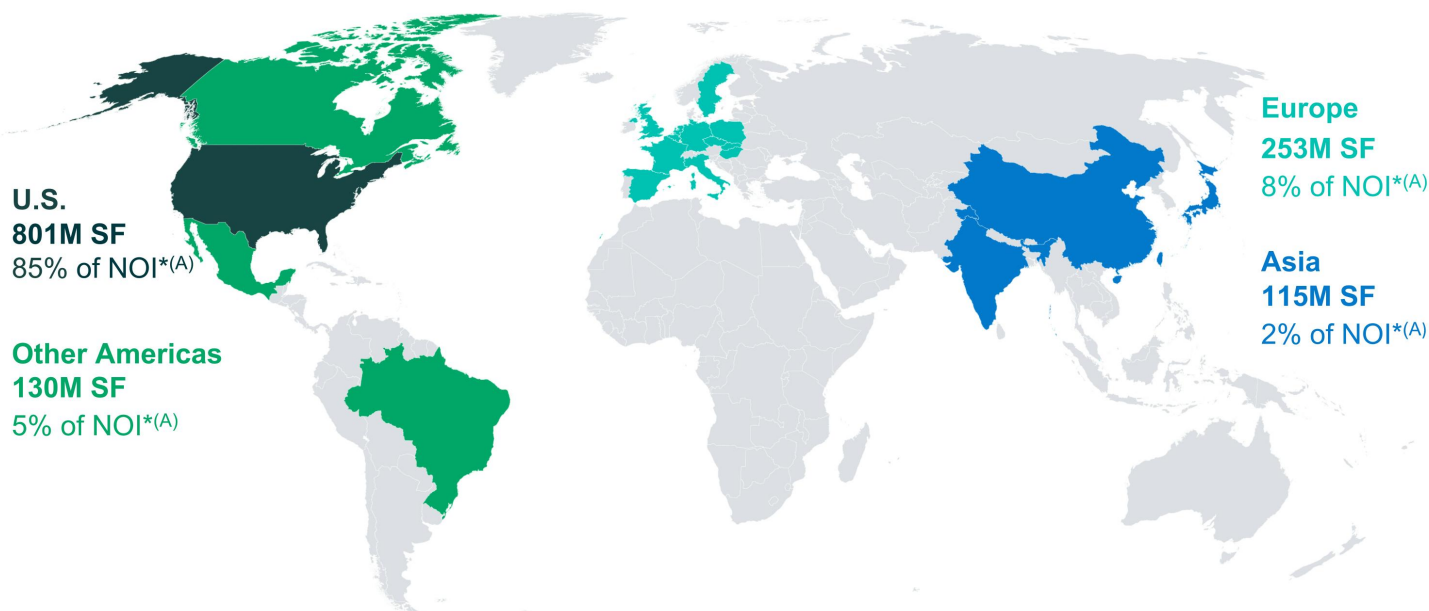 U.S.
801M SF
85% of NOI*(A)
Other Americas
130M SF
5% of NOI*(A)
Europe
253M SF
8% of NOI*(A)
Asia
115M SF
2% of NOI*(A)